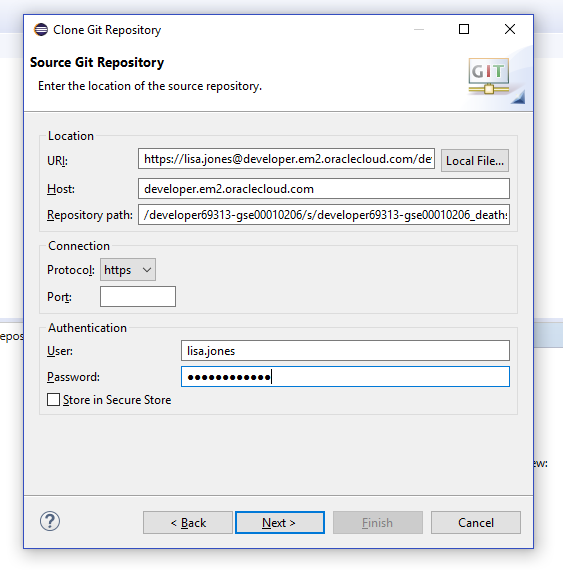 Clone Git Repository
Source Git Repository
Enter the location of the source repository.
GIT
Location
URI: https://lisa.jones@developer.em2.oraclecloud.com/de Local File...
Host: developer.em2.oraclecloud.com
Repository path: /developer69313-gse00010206/s/developer69313-gse00010206_deaths
Connection
Protocol: https
Port:
Authentication
User: lisa.jones
Password: ●●●●●●●●●●●●
Store in Secure Store
epos
ew:
? < Back Next > Finish Cancel